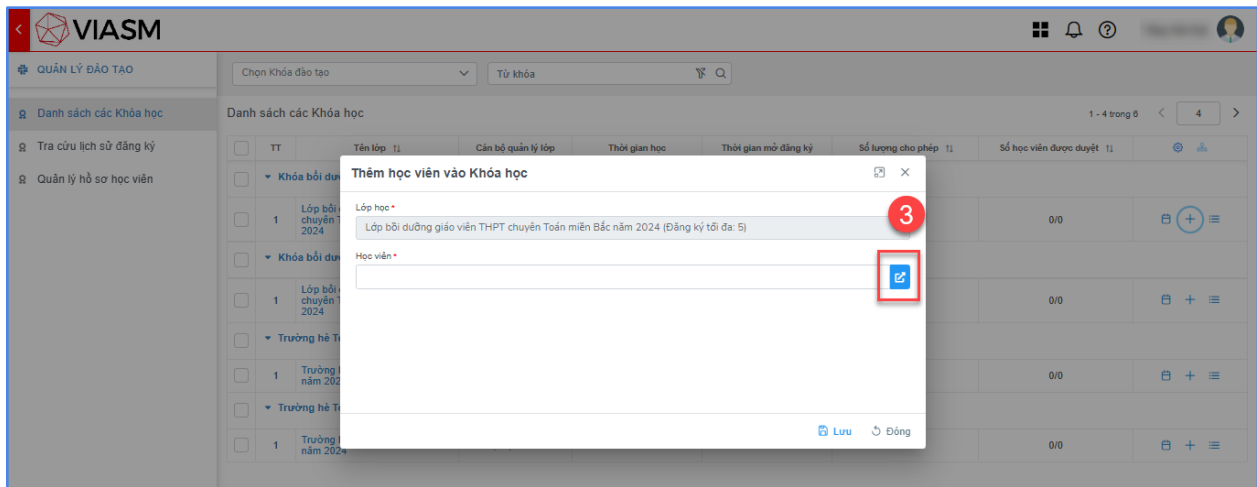 VIASM
QUẢN LÝ ĐÀO TẠO
Chọn Khóa đào tạo
Từ khóa
Danh sách các Khóa học
Danh sách các Khóa học
1 - 4 trong 6
4
Tra cứu lịch sử đăng ký
TT
Tên lớp
Cán bộ quản lý lớp
Thời gian học
Thời gian mở đăng ký
Số lượng cho phép
Số học viên được duyệt
Quản lý hồ sơ học viên
Khóa bồi
Thêm học viên vào Khóa học
Lớp học *
3
1
Lớp bồi
chuyên
2024
Lớp bồi dưỡng giáo viên THPT chuyên Toán miền Bắc năm 2024 (Đăng ký tối đa: 5)
0/0
Khóa bồi
Học viên *
1
Lớp bồi
chuyên
2024
0/0
Trường hè
1
Trường
năm 202
0/0
Trường hè
Lưu
Đóng
1
Trường
năm 2024
0/0